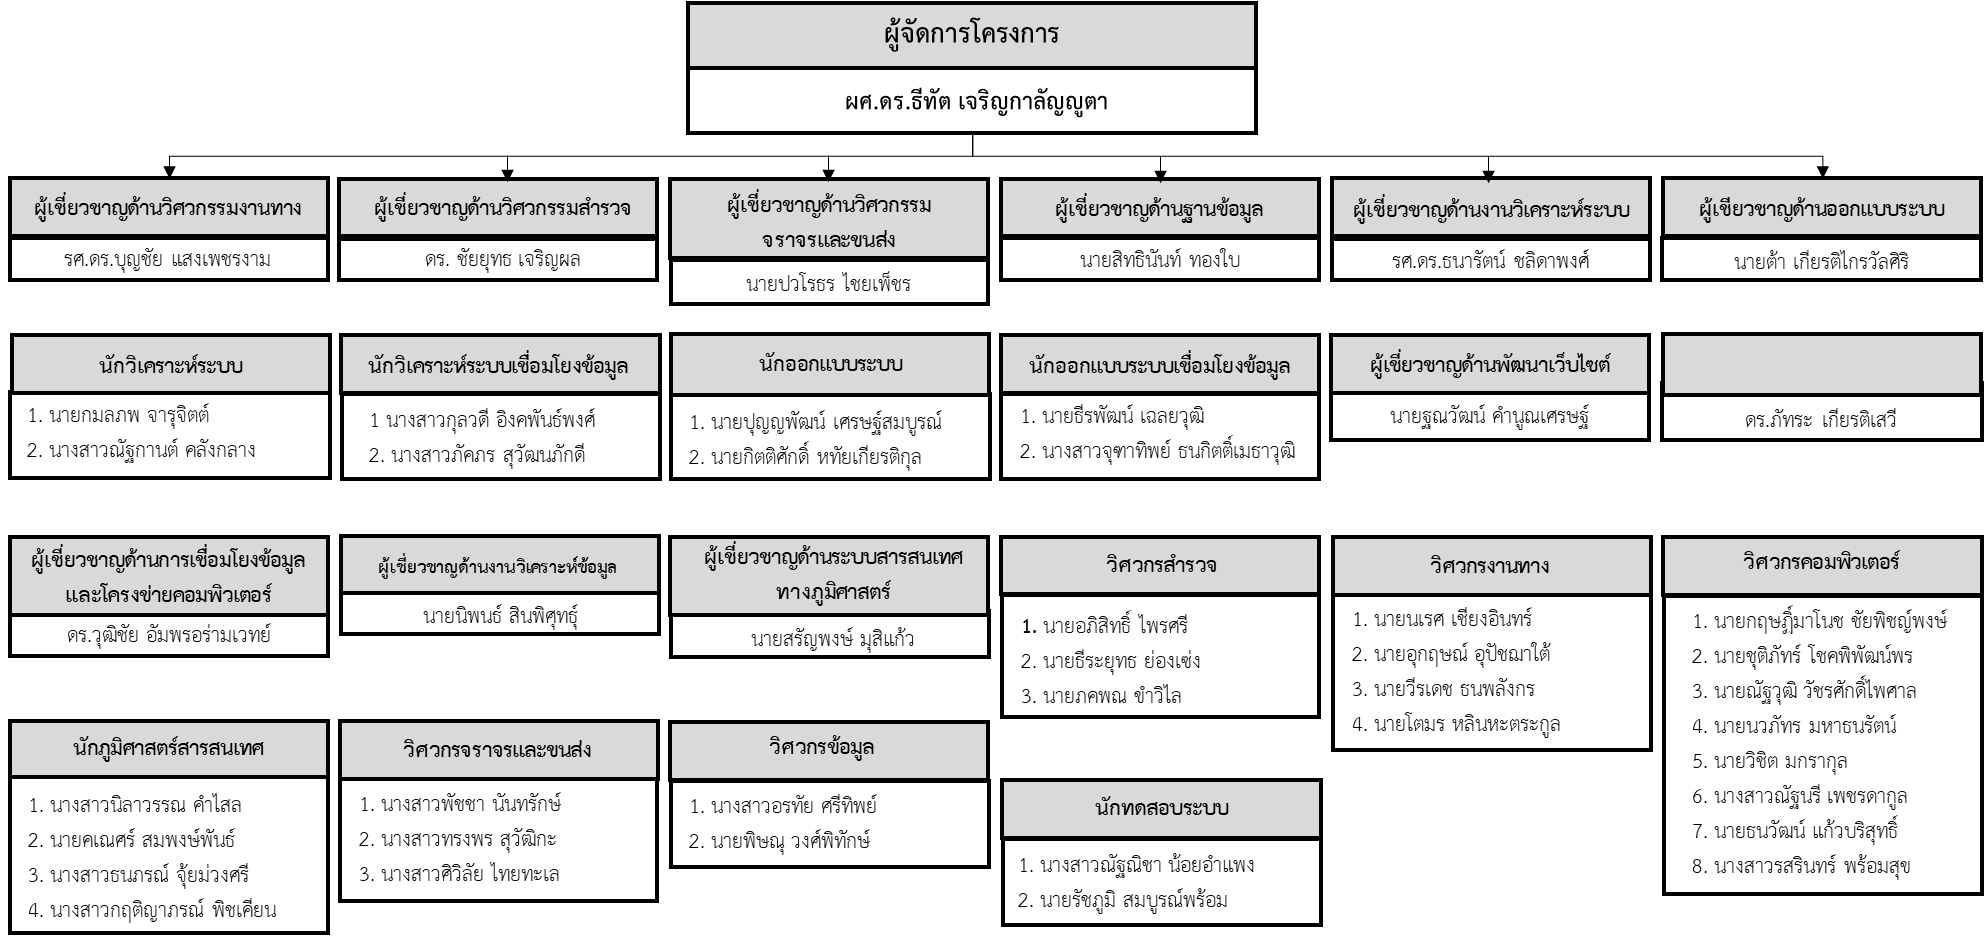 ผู้จัดการโครงการ
ผศ.ดร.ธีทัต เจริญกาลัญญูตา
ผู้เชี่ยวชาญด้านวิศวกรรมงานทาง
รศ.ดร.บุญชัย แสงเพชรงาม
ผู้เชี่ยวชาญด้านวิศวกรรมสำรวจ
ดร. ชัยยุทธ เจริญผล
ผู้เชี่ยวชาญด้านวิศวกรรม
จราจรและขนส่ง
นายปวโรธร ไชยเพ็ชร
ผู้เชี่ยวชาญด้านฐานข้อมูล
นายสิทธินันท์ ทองใบ
ผู้เชี่ยวชาญด้านงานวิเคราะห์ระบบ
รศ.ดร.ธนารัตน์ ชลิดาพงศ์
ผู้เชียวชาญด้านออกแบบระบบ
นายต้า เกียรติไกรวัลศิริ
นักวิเคราะห์ระบบ
1. นายกมลภพ จารุจิตต์
2. นางสาวณัฐกานต์ คลังกลาง
นักวิเคราะห์ระบบเชื่อมโยงข้อมูล
1 นางสาวกุลวดี อิงคพันธ์พงศ์
2. นางสาวภัคภร สุวัฒนภักดี
นักออกแบบระบบ
1. นายปุญญพัฒน์ เศรษฐ์สมบูรณ์
2. นายกิตติศักดิ์ หทัยเกียรติกุล
นักออกแบบระบบเชื่อมโยงข้อมูล
1. นายธีรพัฒน์ เฉลยวุฒิ
2. นางสาวจุฑาทิพย์ ธนกิตติ์เมธาวุฒิ
ผู้เชี่ยวชาญด้านพัฒนาเว็บไซต์
นายฐณวัฒน์ คำนูณเศรษฐ์
ดร.ภัทระ เกียรติเสวี
ผู้เชี่ยวชาญด้านการเชื่อมโยงข้อมูล
และโครงข่ายคอมพิวเตอร์
ดร.วุฒิชัย อัมพรอร่ามเวทย์
ผู้เชี่ยวชาญด้านงานวิเคราะห์ข้อมูล
นายนิพนธ์ สินพิศุทธุ์
ผู้เชี่ยวชาญด้านระบบสารสนเทศ
ทางภูมิศาสตร์
นายสรัญพงษ์ มุสิแก้ว
วิศวกรสำรวจ
1. นายอภิสิทธิ์ ไพรศรี
2. นายธีระยุทธ ย่องเซ่ง
3. นายภคพณ ขำวิไล
วิศวกรงานทาง
1. นายนเรศ เชียงอินทร์
2. นายอุกฤษณ์ อุปัชฌาใต้
3. นายวีรเดช ธนพลังกร
4. นายโตมร หลินหะตระกูล
วิศวกรคอมพิวเตอร์
1. นายกฤษฎิ์มาโนช ชัยพิชญ์พงษ์
2. นายชุติภัทร์ โชคพิพัฒน์พร
3. นายณัฐวุฒิ วัชรศักดิ์ไพศาล
4. นายนวภัทร มหาธนรัตน์
5. นายวิชิต มกรากุล
6. นางสาวณัฐนรี เพชรดากูล
7. นายธนวัฒน์ แก้วบริสุทธิ์
8. นางสาวรสรินทร์ พร้อมสุข
นักภูมิศาสตร์สารสนเทศ
1. นางสาวนิลาวรรณ คำไสล
2. นายคเณศร์ สมพงษ์พันธ์
3. นางสาวธนภรณ์ จุ้ยม่วงศรี
4. นางสาวกฤติญาภรณ์ พิชเคียน
วิศวกรจราจรและขนส่ง
1. นางสาวพัชชา นันทรักษ์
2. นางสาวทรงพร สุวัฒิกะ
3. นางสาวศิวิลัย ไทยทะเล
วิศวกรข้อมูล
1. นางสาวอรทัย ศรีทิพย์
2. นายพิษณุ วงศ์พิทักษ์
นักทดสอบระบบ
1. นางสาวณัฐณิชา น้อยอำแพง
2. นายรัชภูมิ สมบูรณ์พร้อม